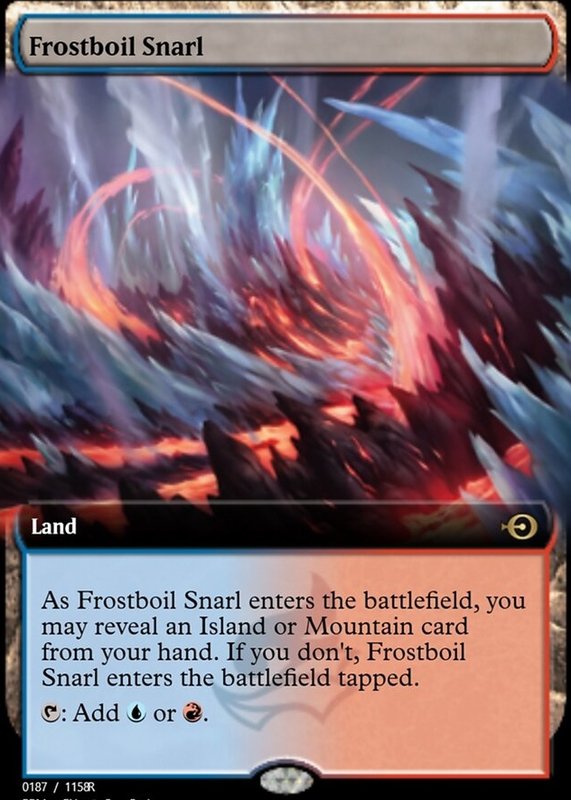 Frostboil Snarl
Land
As Frostboil Snarl enters the battlefield, you
may reveal an Island or Mountain card
from your hand. If you don't, Frostboil
Snarl enters the battlefield tapped.
: Add or .
0187 / 1158R